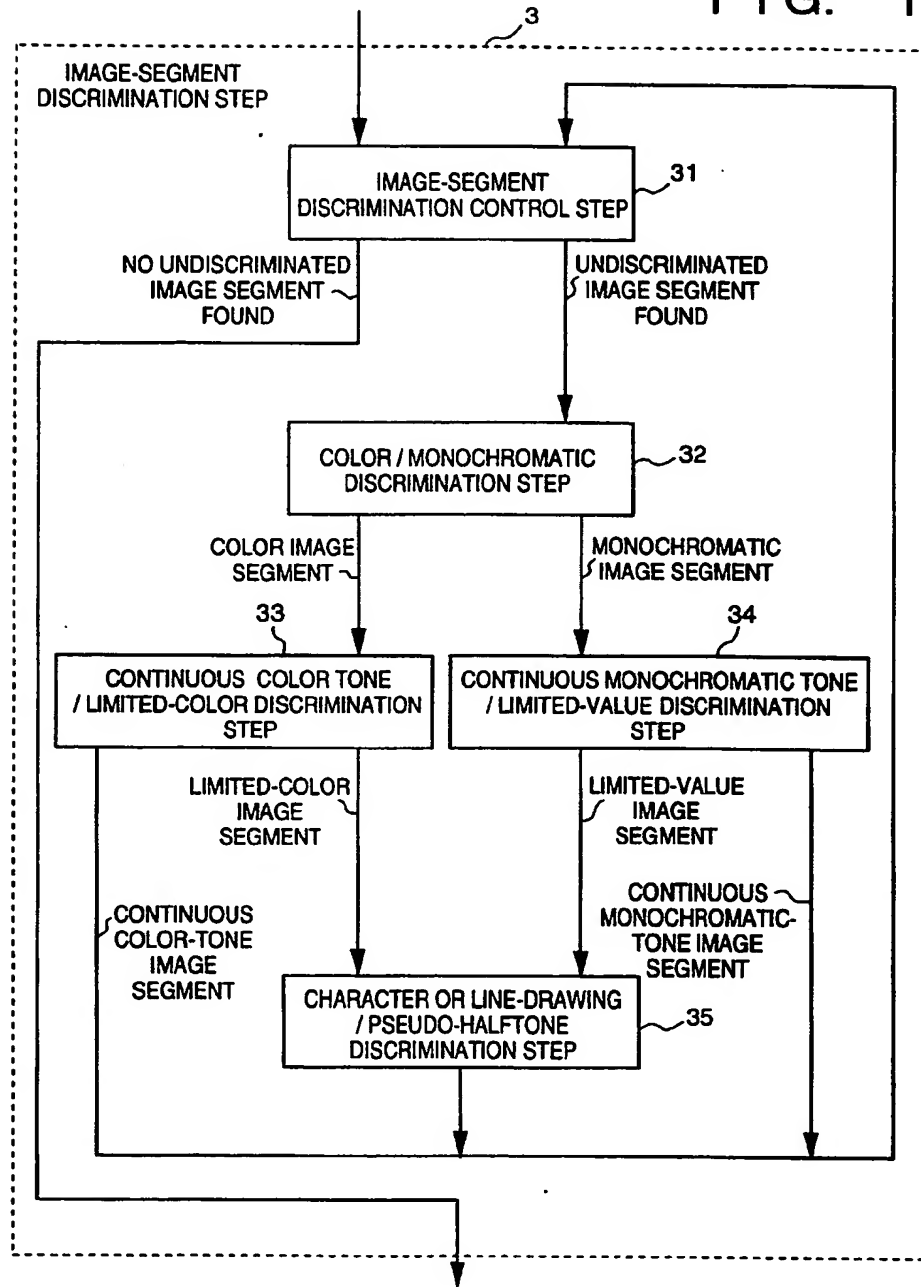 FIG. 1
3
IMAGE-SEGMENT
DISCRIMINATION STEP
IMAGE-SEGMENT
DISCRIMINATION CONTROL STEP
31
NO UNDISCRIMINATED
IMAGE SEGMENT
FOUND
UNDISCRIMINATED
IMAGE SEGMENT
FOUND
COLOR / MONOCHROMATIC
DISCRIMINATION STEP
32
COLOR IMAGE
SEGMENT
MONOCHROMATIC
IMAGE SEGMENT
33
CONTINUOUS COLOR TONE
/ LIMITED-COLOR DISCRIMINATION
STEP
34
CONTINUOUS MONOCHROMATIC TONE
/ LIMITED-VALUE DISCRIMINATION
STEP
LIMITED-COLOR
IMAGE
SEGMENT
LIMITED-VALUE
IMAGE
SEGMENT
CONTINUOUS
COLOR-TONE
IMAGE
SEGMENT
CONTINUOUS
MONOCHROMATIC-
TONE IMAGE
SEGMENT
CHARACTER OR LINE-DRAWING
/ PSEUDO-HALFTONE
DISCRIMINATION STEP
35